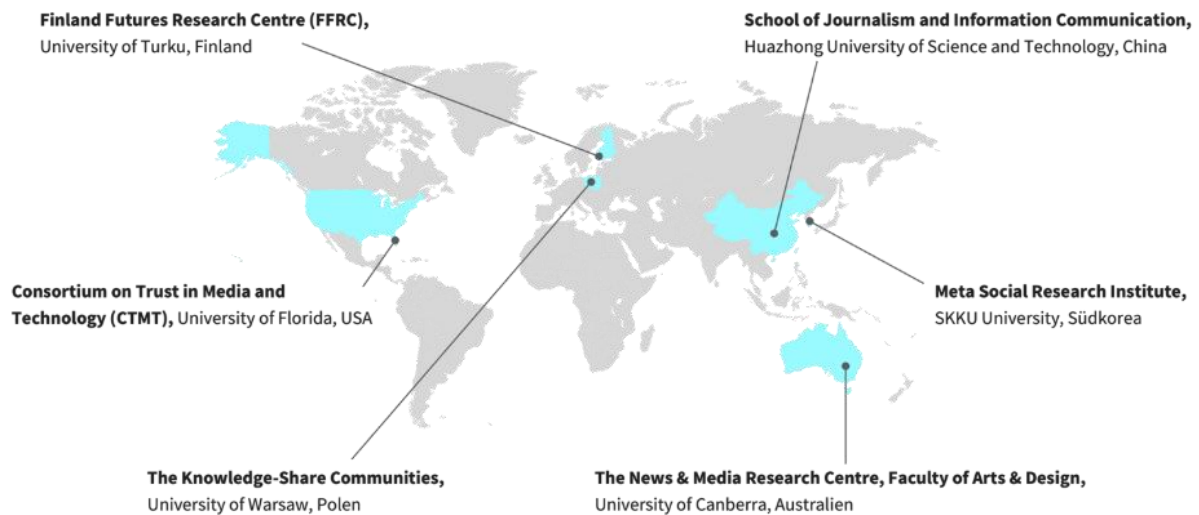 Finland Futures Research Centre (FFRC),
University of Turku, Finland
School of Journalism and Information Communication,
Huazhong University of Science and Technology, China
Consortium on Trust in Media and
Technology (CTMT), University of Florida, USA
Meta Social Research Institute,
SKKU University, Südkorea
The Knowledge-Share Communities,
University of Warsaw, Polen
The News & Media Research Centre, Faculty of Arts & Design,
University of Canberra, Australien